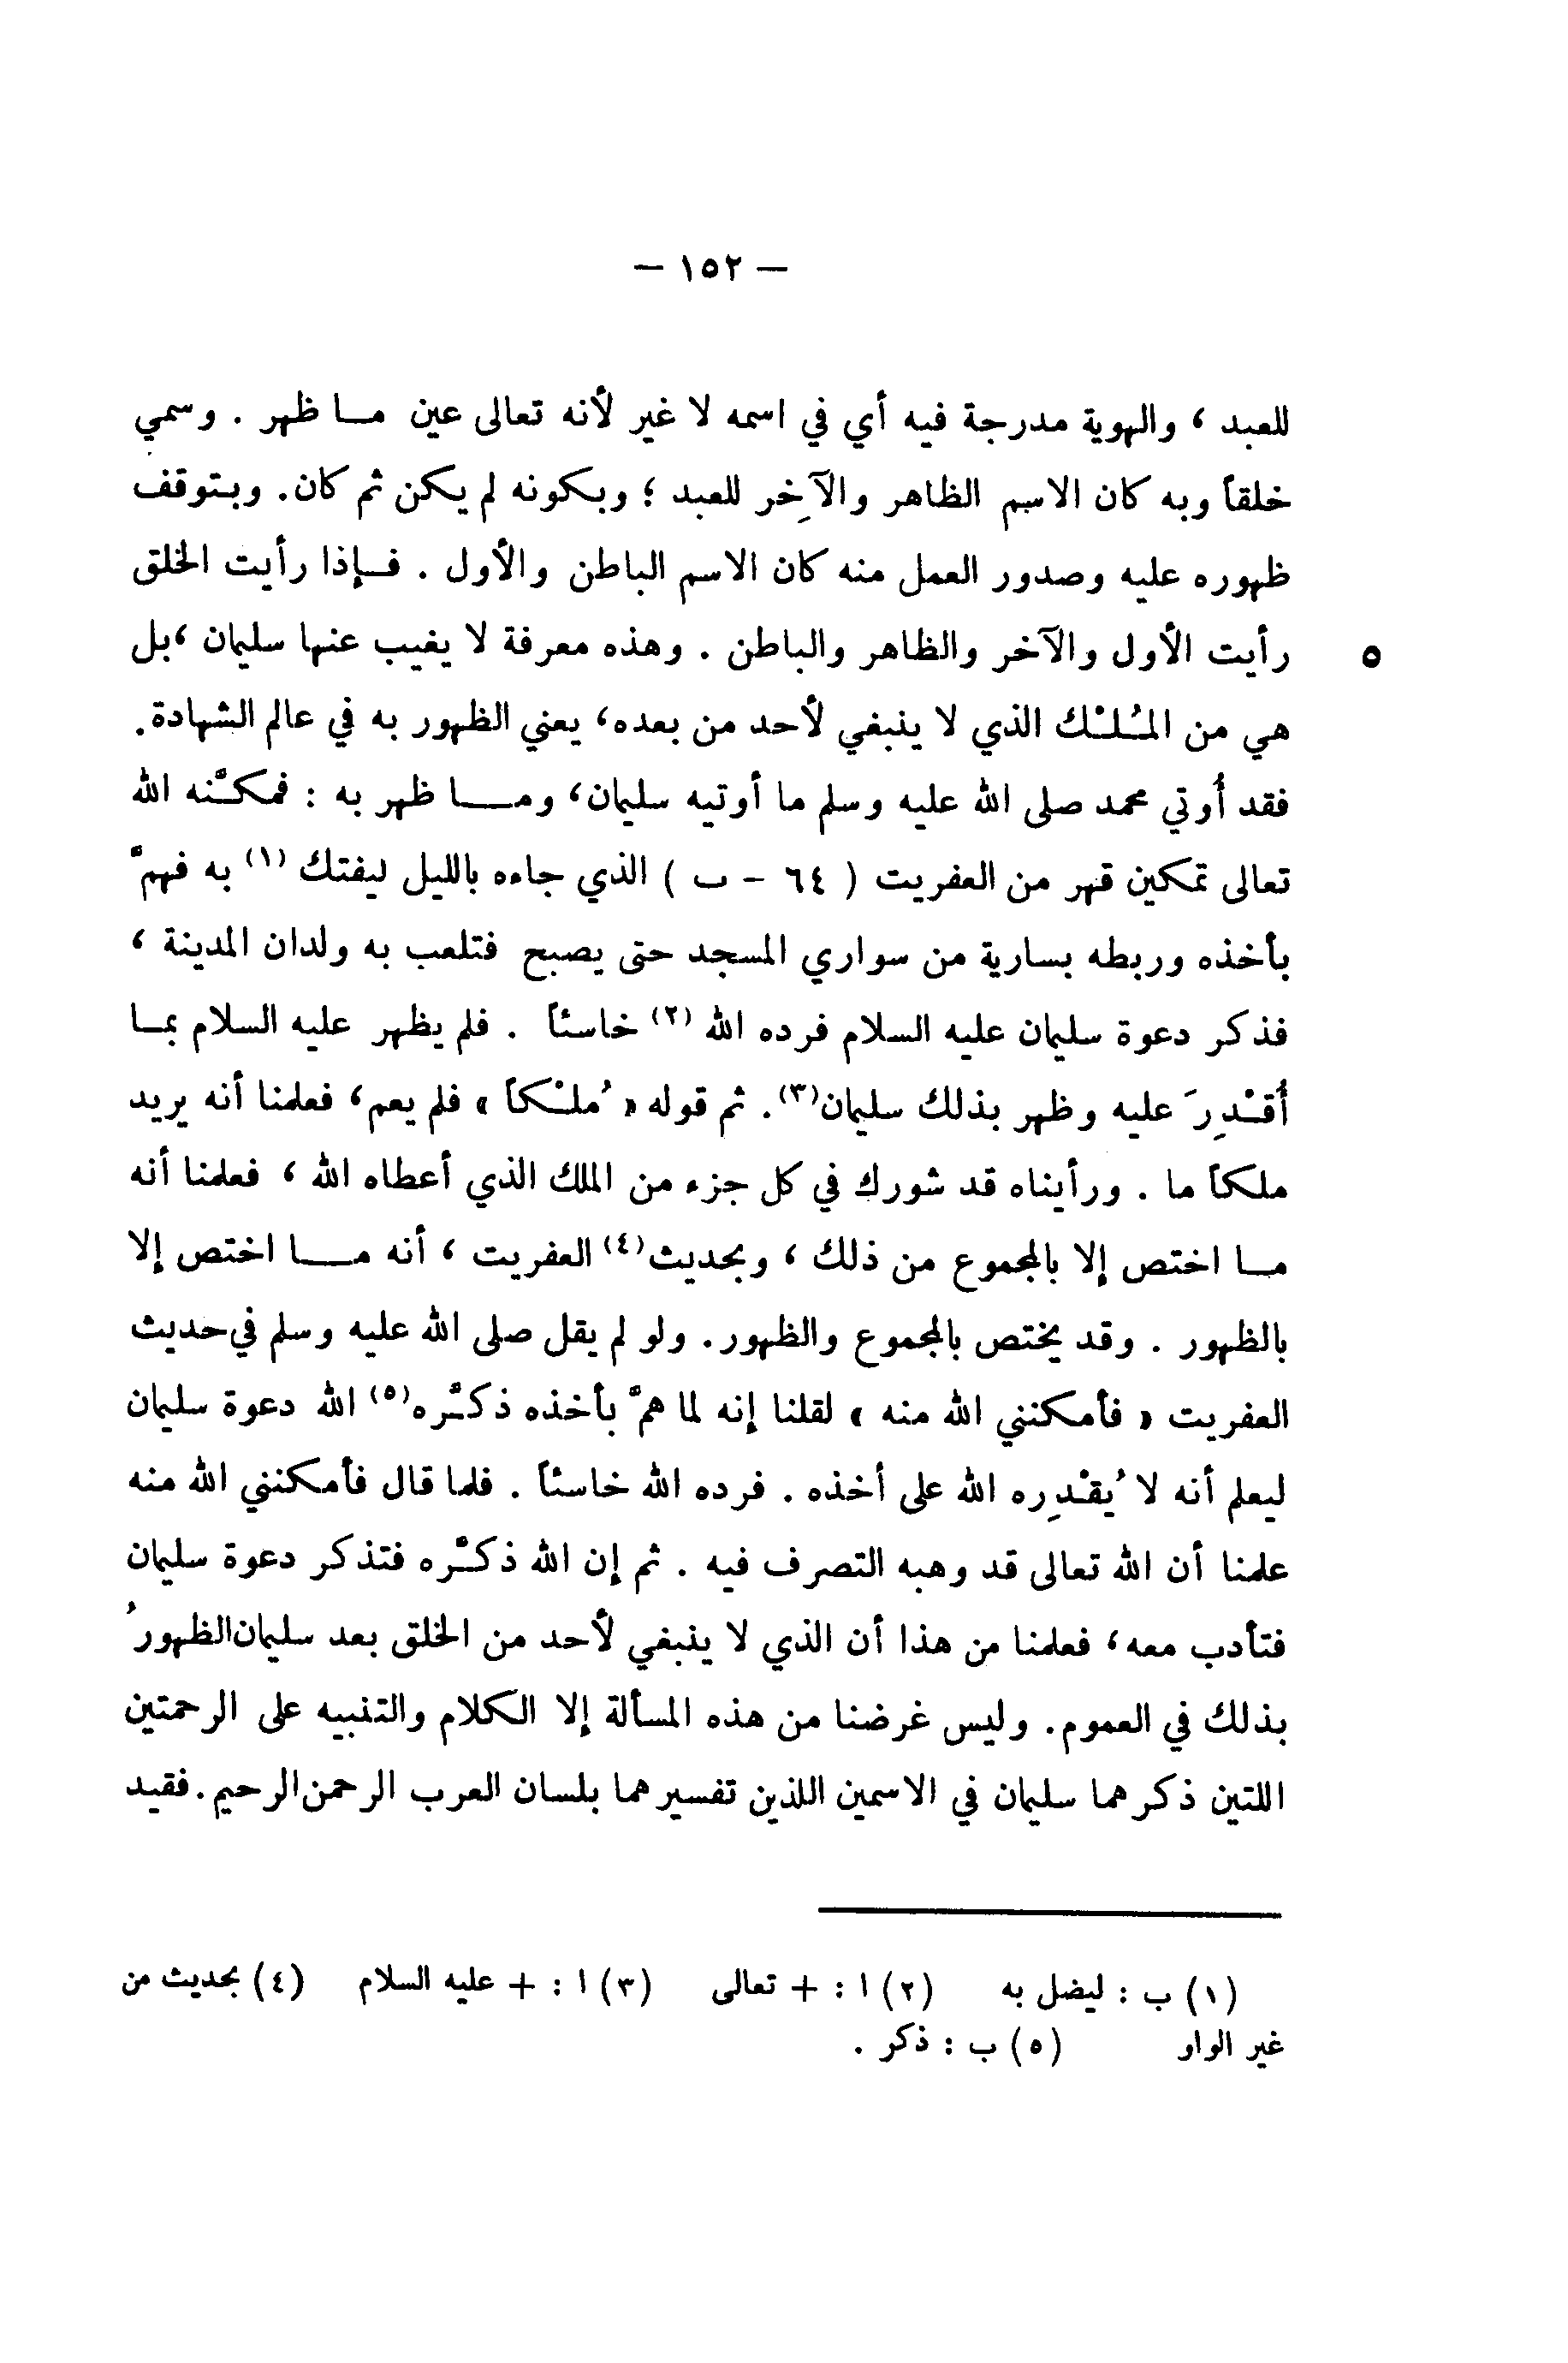 — ١٥٢ —
للعبد ، والهوية مدرجة فيه أي في اسمه لا غير لأنه تعالى عين مـا ظهر . وسمي
خلقاً وبه كان الاسم الظاهر والآخِر للعبد ؛ وبكونه لم يكن ثم كان. وبتوقف
ظهوره عليه وصدور العمل منه كان الاسم الباطن والأول . فـإذا رأيت الخلق
رأيت الأول والآخر والظاهر والباطن . وهذه معرفة لا يغيب عنها سليمان ،بل
٥
هي من المُلْك الذي لا ينبغي لأحد من بعده، يعني الظهور به في عالم الشهادة.
فقد أُوتي محمد صلى الله عليه وسلم ما أوتيه سليمان، ومـــا ظهر به : فمكَّنه الله
تعالى تمكين قهر من العفريت ( ٦٤ - ب ) الذي جاءه بالليل ليفتك (١) به فهمَّ
بأخذه وربطه بسارية من سواري المسجد حتى يصبح فتلعب به ولدان المدينة ،
فذكر دعوة سليمان عليه السلام فرده الله (٢) خاسئاً . فلم يظهر عليه السلام بمـا
أُقْدِرَ عليه وظهر بذلك سليمان(٣). ثم قوله «مُلْكاً » فلم يعم، فعلمنا أنه يريد
ملكاً ما . ورأيناه قد شورك في كل جزء من الملك الذي أعطاه الله ، فعلمنا أنه
مـا اختص إلا بالمجموع من ذلك ، وبحديث(٤) العفريت ، أنه مـــا اختص إلا
بالظهور . وقد يختص بالمجموع والظهور. ولو لم يقل صلى الله عليه وسلم في حديث
العفريت « فأمكنني الله منه » لقلنا إنه لما همَّ بأخذه ذكَّره(٥) الله دعوة سليمان
ليعلم أنه لا يُقْدِره الله على أخذه . فرده الله خاسئاً . فلما قال فأمكنني الله منه
علمنا أن الله تعالى قد وهبه التصرف فيه . ثم إن الله ذكَّره فتذكر دعوة سليمان
فتأدب معه، فعلمنا من هذا أن الذي لا ينبغي لأحد من الخلق بعد سليمان الظهورُ
بذلك في العموم. وليس غرضنا من هذه المسألة إلا الكلام والتنبيه على الرحمتين
اللتين ذكرهما سليمان في الاسمين اللذين تفسيرهما بلسان العرب الرحمن الرحيم.فقيد
(١) ب : ليضل به (٢) ا : + تعالى (٣) ا : + عليه السلام (٤) بحديث من
غير الواو (٥) ب : ذكر .